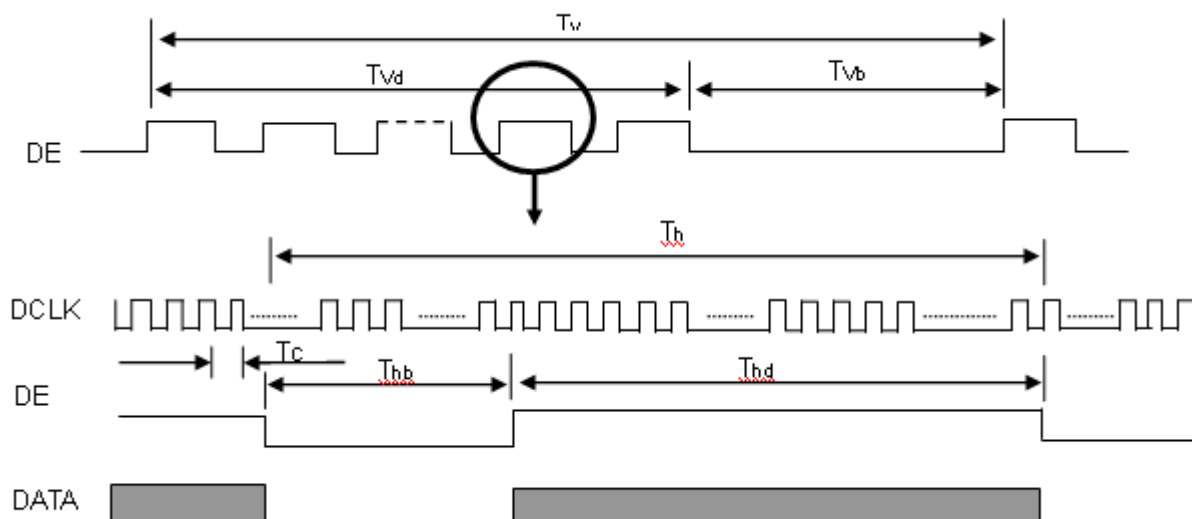 Tv
TVd
TVb
DE
Th
DCLK
Tc
Thb
Thd
DE
DATA